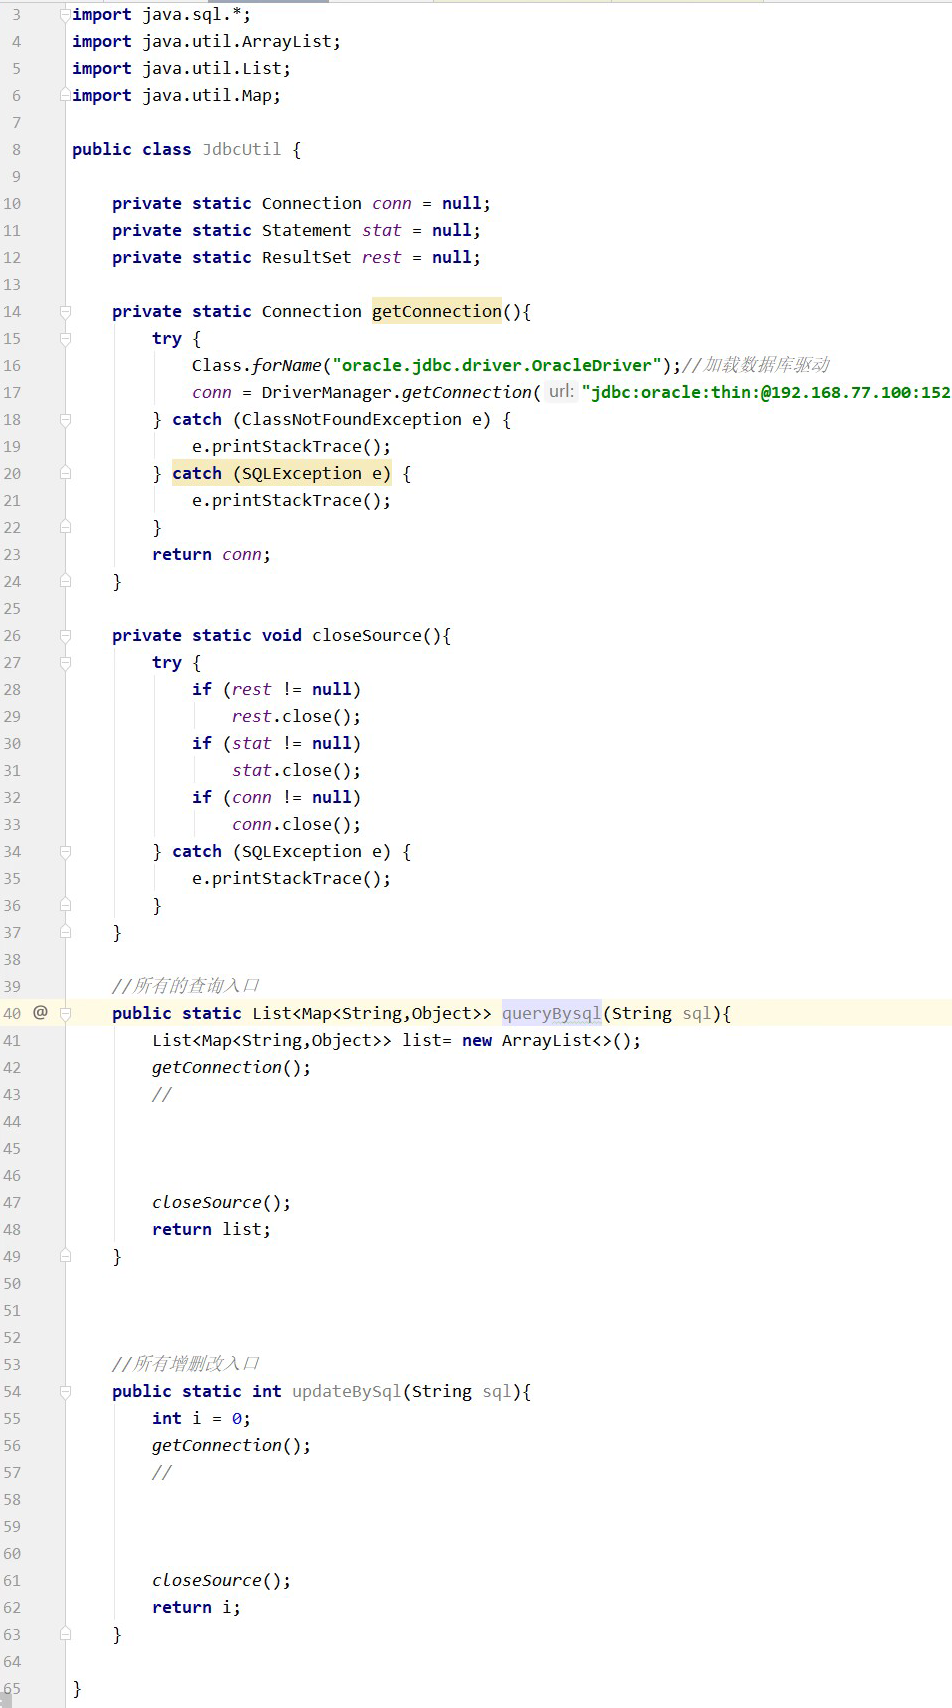 3 import java.sql.*;
4 import java.util.ArrayList;
5 import java.util.List;
6 import java.util.Map;
7
8 public class JdbcUtil {
9
10 private static Connection conn = null;
11 private static Statement stat = null;
12 private static ResultSet rest = null;
13
14 private static Connection getConnection(){
15 try {
16 Class.forName("oracle.jdbc.driver.OracleDriver");//加载数据库驱动
17 conn = DriverManager.getConnection( url: "jdbc:oracle:thin:@192.168.77.100:152
18 } catch (ClassNotFoundException e) {
19 e.printStackTrace();
20 } catch (SQLException e) {
21 e.printStackTrace();
22 }
23 return conn;
24 }
25
26 private static void closeSource(){
27 try {
28 if (rest != null)
29 rest.close();
30 if (stat != null)
31 stat.close();
32 if (conn != null)
33 conn.close();
34 } catch (SQLException e) {
35 e.printStackTrace();
36 }
37 }
38
39 //所有的查询入口
40 @ public static List<Map<String,Object>> queryBysql(String sql){
41 List<Map<String,Object>> list= new ArrayList<>();
42 getConnection();
43 //
44
45
46
47 closeSource();
48 return list;
49 }
50
51
52
53 //所有增删改入口
54 public static int updateBySql(String sql){
55 int i = 0;
56 getConnection();
57 //
58
59
60
61 closeSource();
62 return i;
63 }
64
65 }